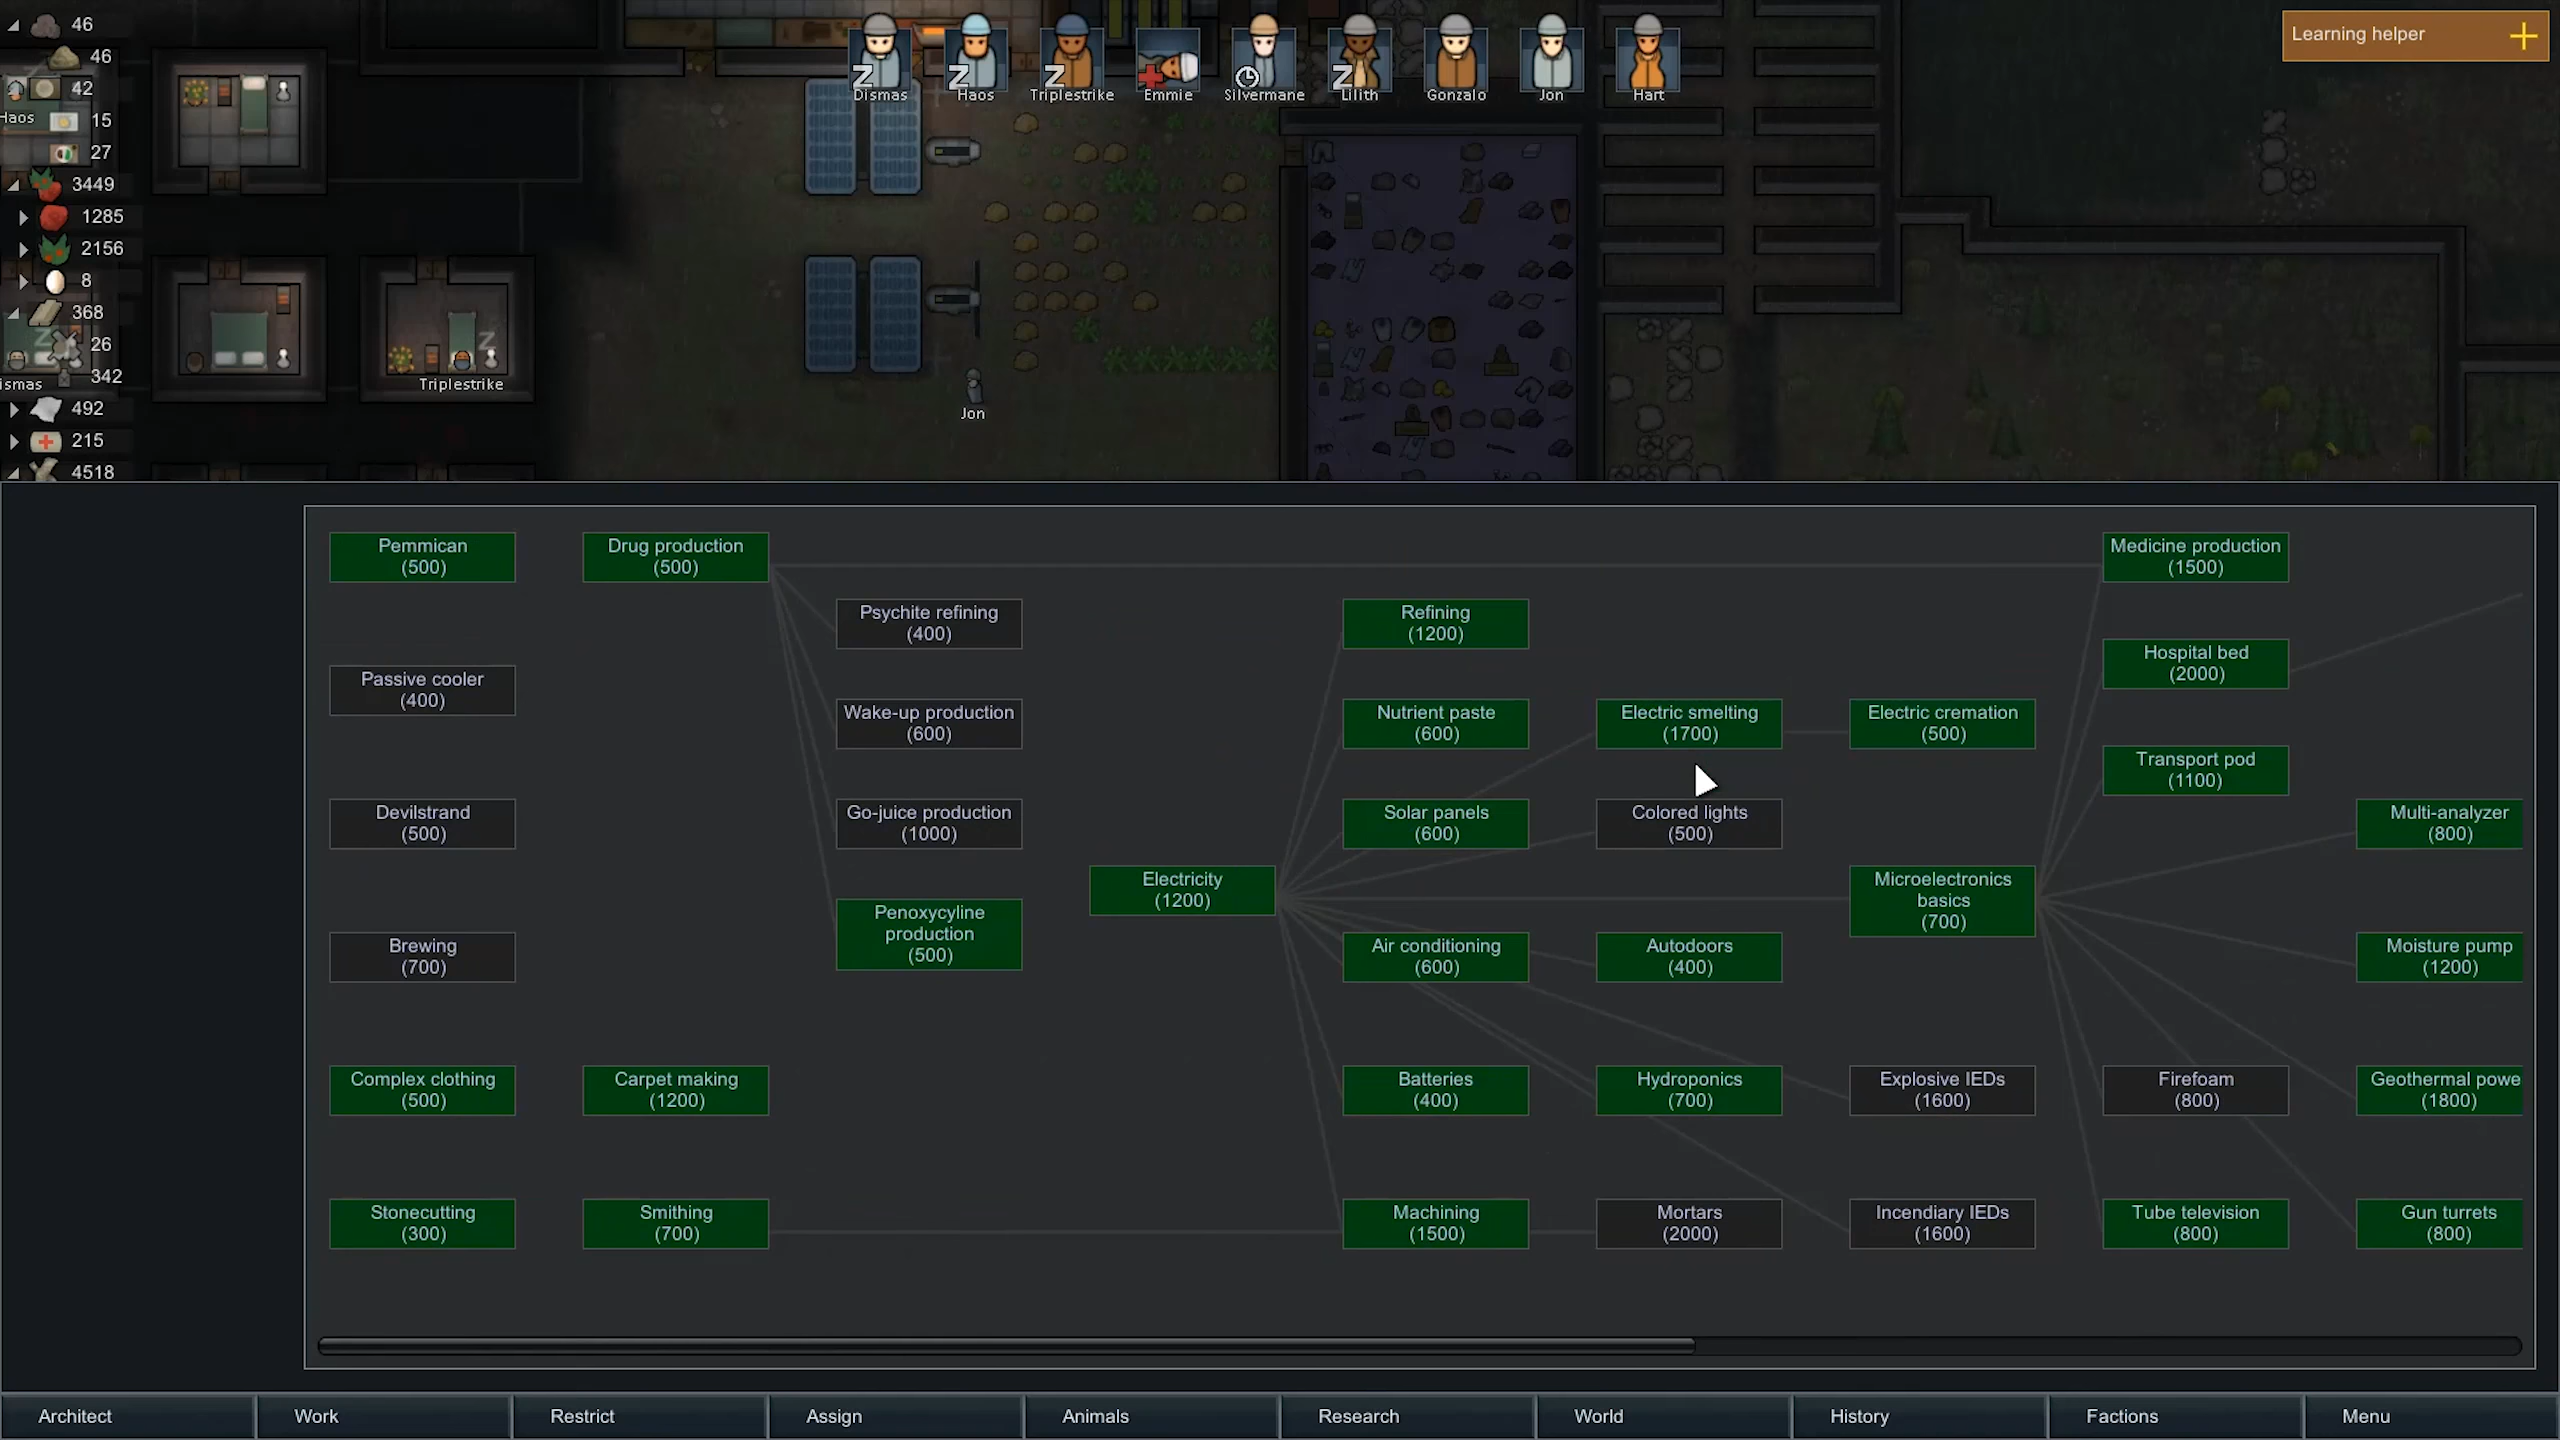 46
46
42
Haos
15
27
3449
1285
2156
8
368
26
ismas
342
492
215
4518
Z Dismas
Z Haos
Z Triplestrike
Emmie
Silvermane
Z Lilith
Gonzalo
Jon
Hart
Learning helper
Z
Triplestrike
Jon
Pemmican
(500)
Drug production
(500)
Medicine production
(1500)
Psychite refining
(400)
Refining
(1200)
Hospital bed
(2000)
Passive cooler
(400)
Wake-up production
(600)
Nutrient paste
(600)
Electric smelting
(1700)
Electric cremation
(500)
Transport pod
(1100)
Devilstrand
(500)
Go-juice production
(1000)
Solar panels
(600)
Colored lights
(500)
Multi-analyzer
(800)
Electricity
(1200)
Microelectronics
basics
(700)
Penoxycyline
production
(500)
Brewing
(700)
Air conditioning
(600)
Autodoors
(400)
Moisture pump
(1200)
Complex clothing
(500)
Carpet making
(1200)
Batteries
(400)
Hydroponics
(700)
Explosive IEDs
(1600)
Firefoam
(800)
Geothermal powe
(1800)
Stonecutting
(300)
Smithing
(700)
Machining
(1500)
Mortars
(2000)
Incendiary IEDs
(1600)
Tube television
(800)
Gun turrets
(800)
Architect
Work
Restrict
Assign
Animals
Research
World
History
Factions
Menu